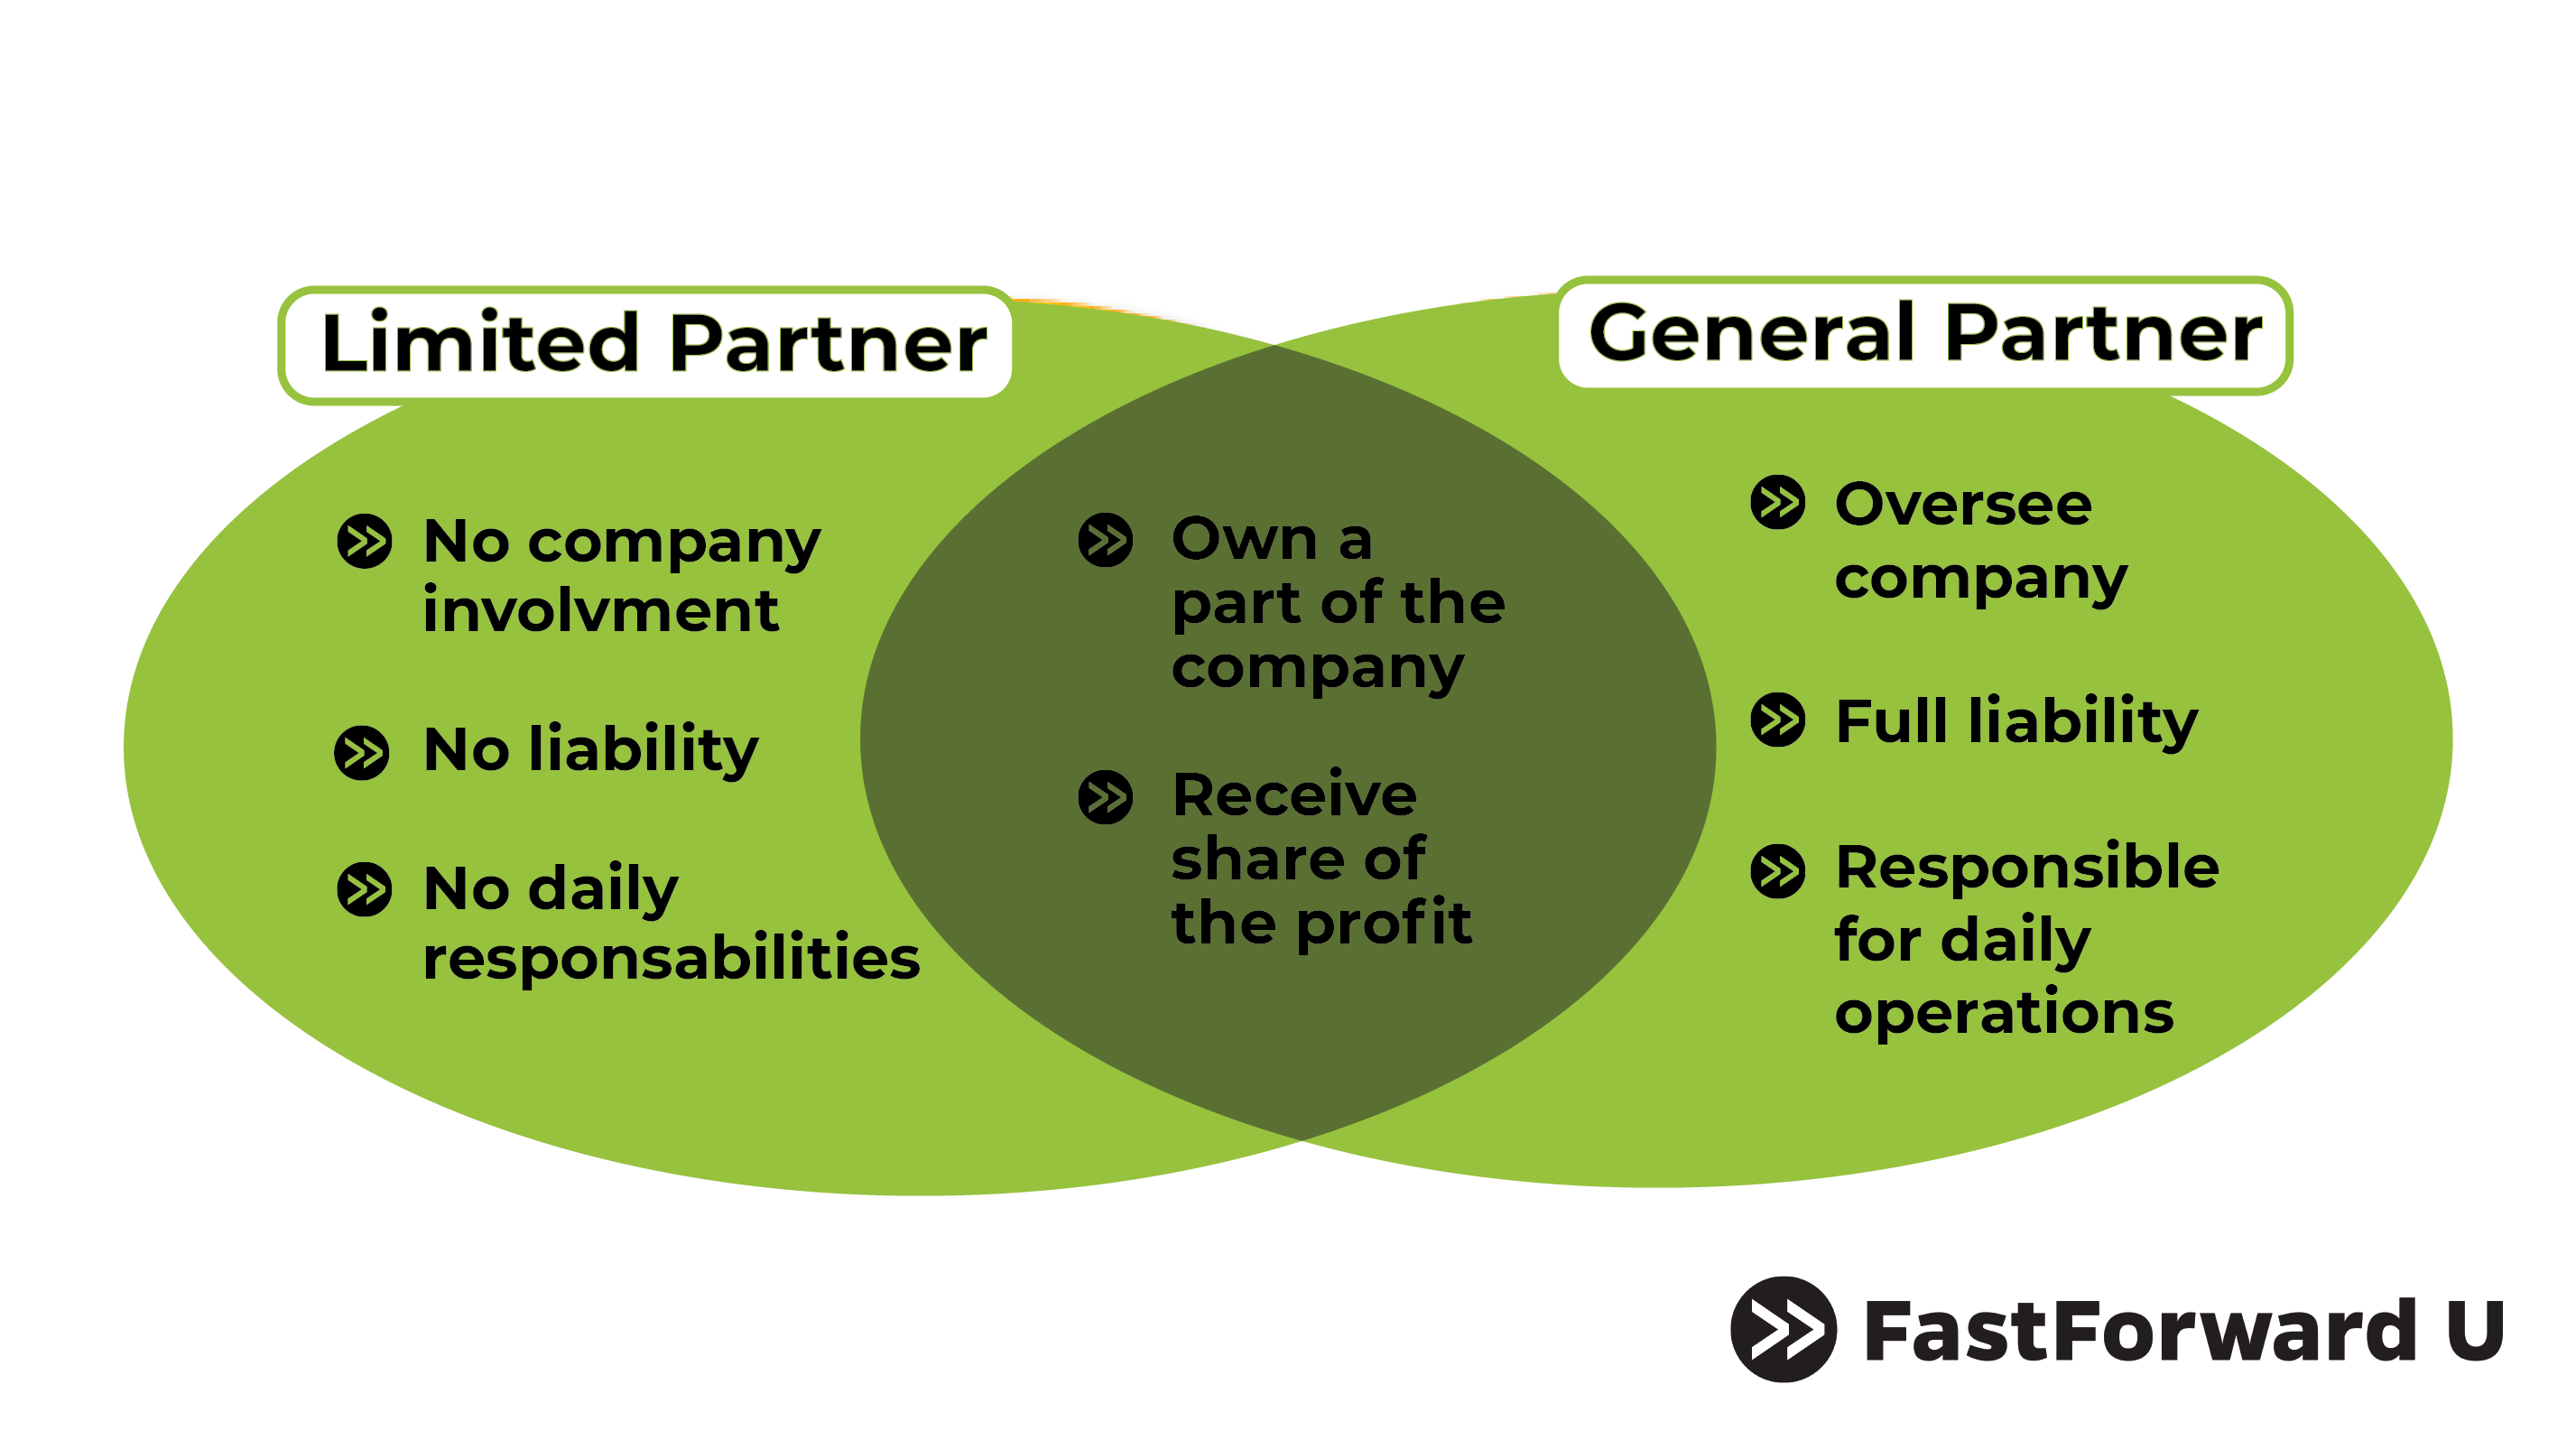 Limited Partner
General Partner
No company
involvment
No liability
No daily
responsabilities
Own a
part of the
company
Receive
share of
the profit
Oversee
company
Full liability
Responsible
for daily
operations
FastForward U